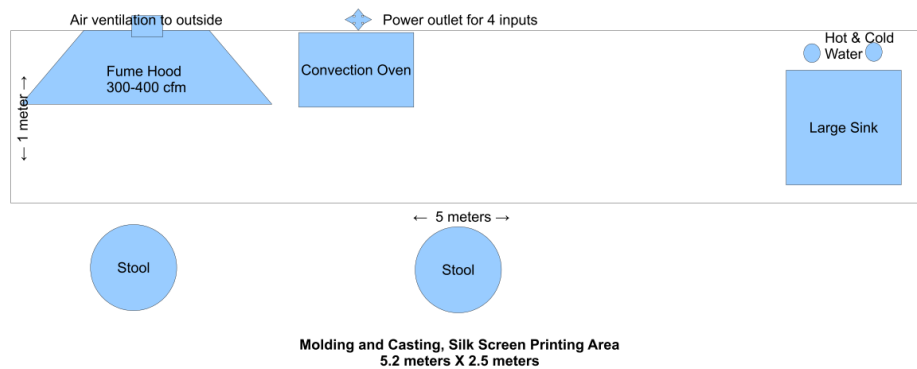 Air ventilation to outside
Power outlet for 4 inputs
Hot & Cold
Water
Fume Hood
300-400 cfm
Convection Oven
← 1 meter →
Large Sink
← 5 meters →
Stool
Stool
Molding and Casting, Silk Screen Printing Area
5.2 meters X 2.5 meters